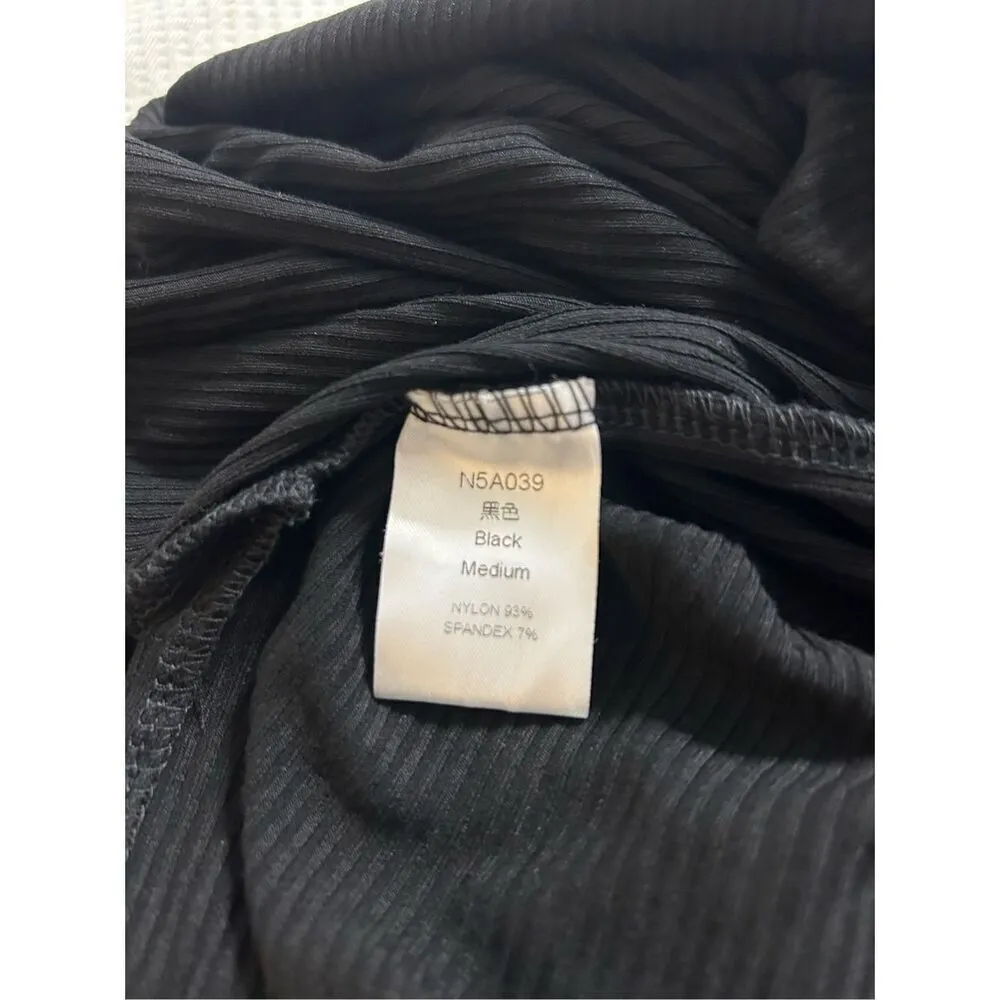 N5A039
黑色
Black
Medium
NYLON 93%
SPANDEX 7%